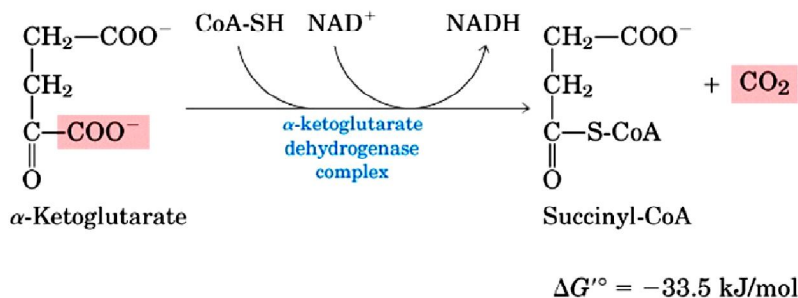 CH₂—COO⁻ CoA-SH NAD⁺ NADH CH₂—COO⁻
CH₂ CH₂ + CO₂
C—COO⁻ α-ketoglutarate C—S-CoA
dehydrogenase
O complex O
α-Ketoglutarate Succinyl-CoA
ΔG′° = −33.5 kJ/mol